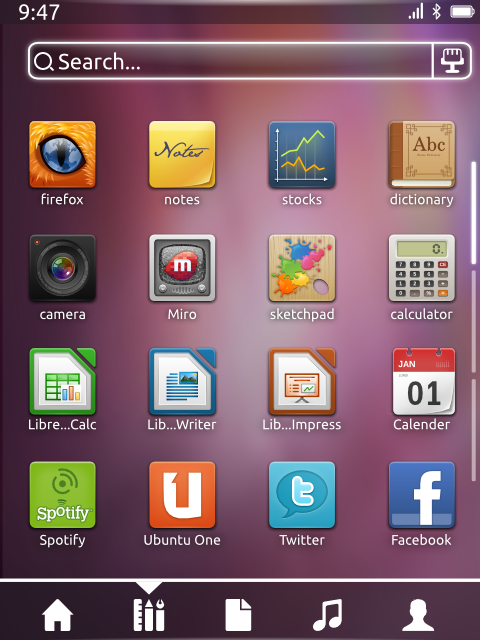 9:47
Search...
Abc
firefox
Notes
notes
stocks
dictionary
m
0.
camera
Miro
sketchpad
calculator
JAN
01
Libre...Calc
Lib...Writer
Lib...Impress
Calender
Spotify
U
t
f
Spotify
Ubuntu One
Twitter
Facebook